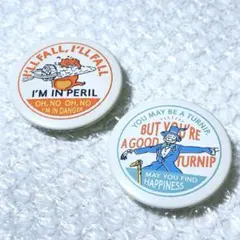 I'LL FALL, I'LL FALL
I'M IN PERIL
OH, NO OH, NO
I'M IN DANGER
YOU MAY BE A TURNIP,
BUT YOU'RE
A GOOD
TURNIP
MAY YOU FIND
HAPPINESS